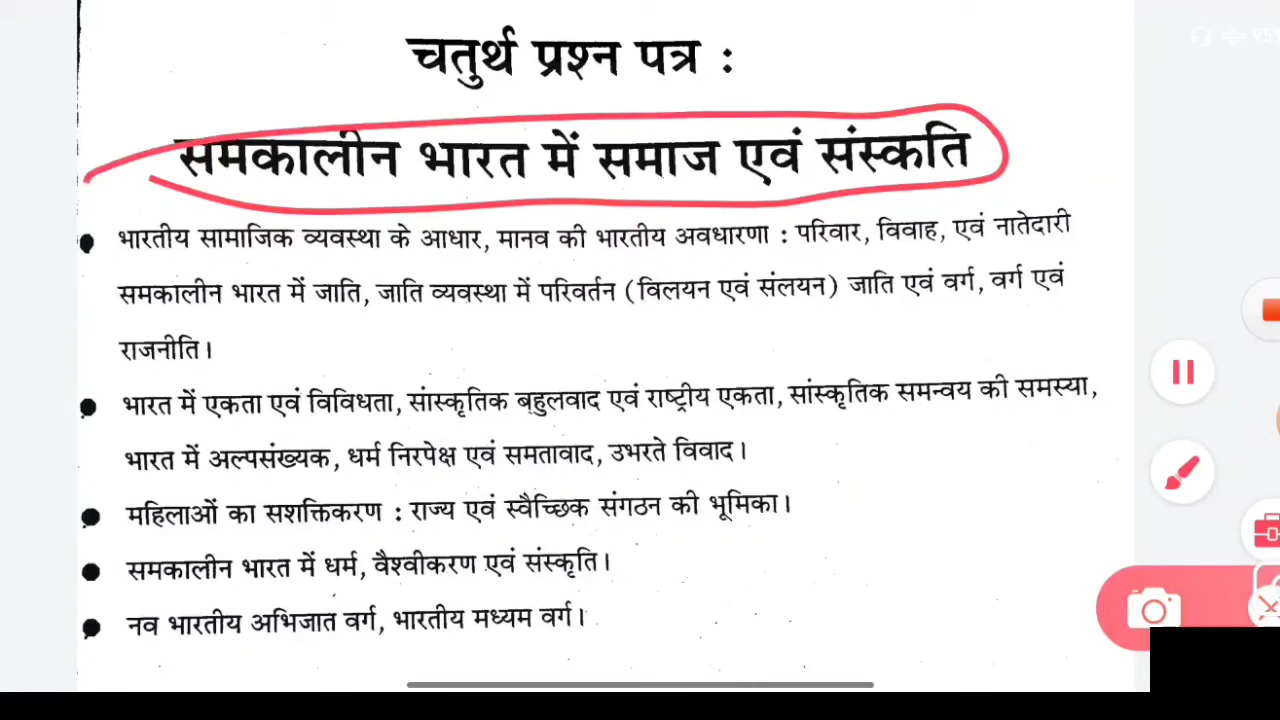 चतुर्थ प्रश्न पत्र :
समकालीन भारत में समाज एवं संस्कति
● भारतीय सामाजिक व्यवस्था के आधार, मानव की भारतीय अवधारणा : परिवार, विवाह, एवं नातेदारी
समकालीन भारत में जाति, जाति व्यवस्था में परिवर्तन (विलयन एवं संलयन) जाति एवं वर्ग, वर्ग एवं
राजनीति।
● भारत में एकता एवं विविधता, सांस्कृतिक बहुलवाद एवं राष्ट्रीय एकता, सांस्कृतिक समन्वय की समस्या,
भारत में अल्पसंख्यक, धर्म निरपेक्ष एवं समतावाद, उभरते विवाद।
● महिलाओं का सशक्तिकरण : राज्य एवं स्वैच्छिक संगठन की भूमिका।
● समकालीन भारत में धर्म, वैश्वीकरण एवं संस्कृति।
● नव भारतीय अभिजात वर्ग, भारतीय मध्यम वर्ग।